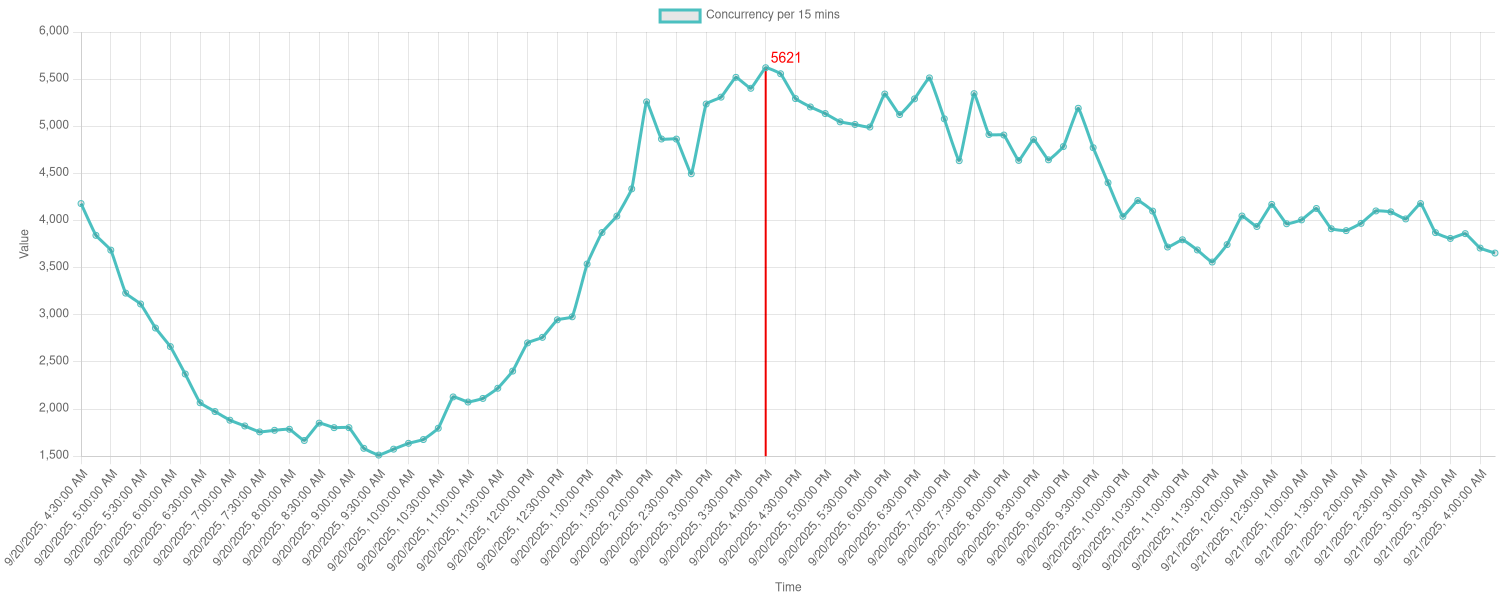 Concurrency per 15 mins
6,000
5,500
5,000
4,500
4,000
3,500
3,000
2,500
2,000
1,500
Value
5621
9/20/2025, 4:30:00 AM
9/20/2025, 5:00:00 AM
9/20/2025, 5:30:00 AM
9/20/2025, 6:00:00 AM
9/20/2025, 6:30:00 AM
9/20/2025, 7:00:00 AM
9/20/2025, 7:30:00 AM
9/20/2025, 8:00:00 AM
9/20/2025, 8:30:00 AM
9/20/2025, 9:00:00 AM
9/20/2025, 9:30:00 AM
9/20/2025, 10:00:00 AM
9/20/2025, 10:30:00 AM
9/20/2025, 11:00:00 AM
9/20/2025, 11:30:00 AM
9/20/2025, 12:00:00 PM
9/20/2025, 12:30:00 PM
9/20/2025, 1:00:00 PM
9/20/2025, 1:30:00 PM
9/20/2025, 2:00:00 PM
9/20/2025, 2:30:00 PM
9/20/2025, 3:00:00 PM
9/20/2025, 3:30:00 PM
9/20/2025, 4:00:00 PM
9/20/2025, 4:30:00 PM
9/20/2025, 5:00:00 PM
9/20/2025, 5:30:00 PM
9/20/2025, 6:00:00 PM
9/20/2025, 6:30:00 PM
9/20/2025, 7:00:00 PM
9/20/2025, 7:30:00 PM
9/20/2025, 8:00:00 PM
9/20/2025, 8:30:00 PM
9/20/2025, 9:00:00 PM
9/20/2025, 9:30:00 PM
9/20/2025, 10:00:00 PM
9/20/2025, 10:30:00 PM
9/20/2025, 11:00:00 PM
9/20/2025, 11:30:00 PM
9/21/2025, 12:00:00 AM
9/21/2025, 12:30:00 AM
9/21/2025, 1:00:00 AM
9/21/2025, 1:30:00 AM
9/21/2025, 2:00:00 AM
9/21/2025, 2:30:00 AM
9/21/2025, 3:00:00 AM
9/21/2025, 3:30:00 AM
9/21/2025, 4:00:00 AM
Time